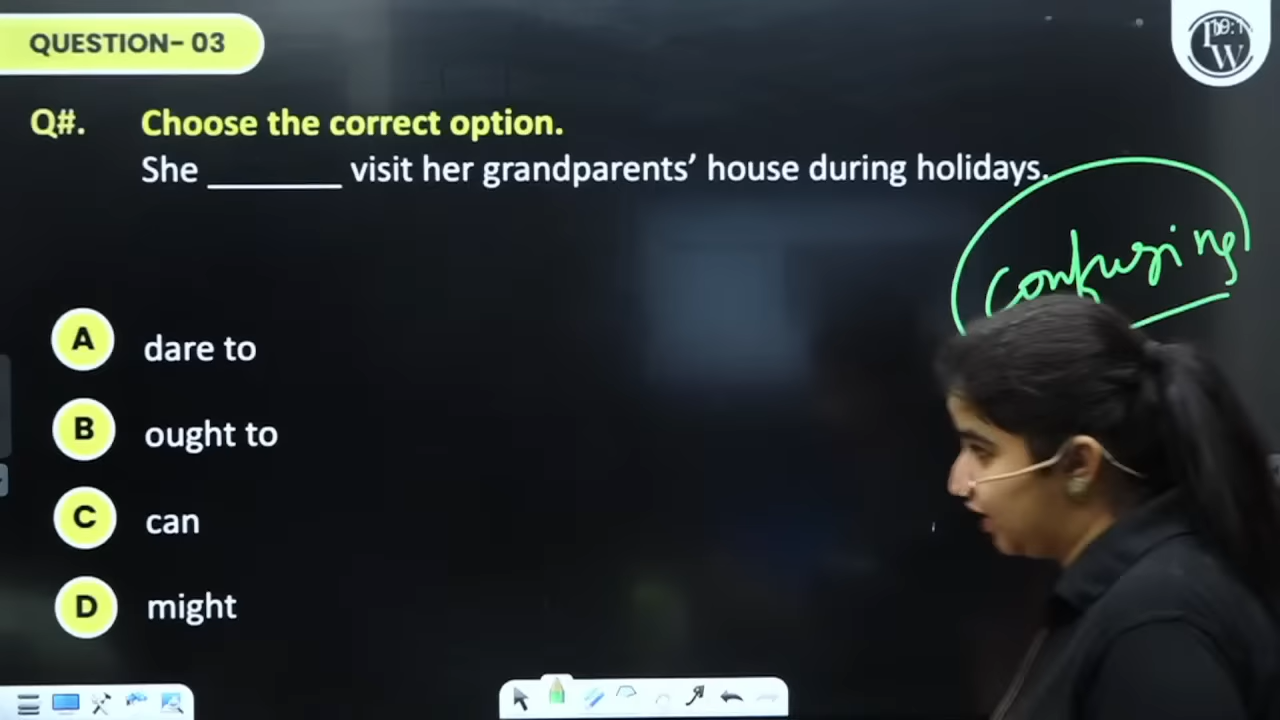 QUESTION- 03
Q#. Choose the correct option.
She _______ visit her grandparents’ house during holidays.
confusing
A dare to
B ought to
C can
D might